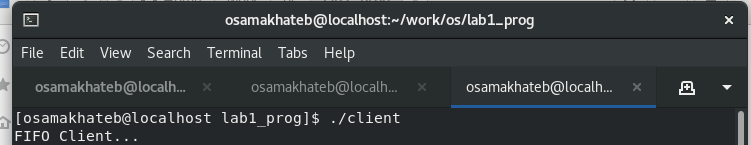 osamakhateb@localhost:~/work/os/lab1_prog
File Edit View Search Terminal Tabs Help
osamakhateb@localh... osamakhateb@localh... osamakhateb@localh...
[osamakhateb@localhost lab1_prog]$ ./client
FIFO Client...